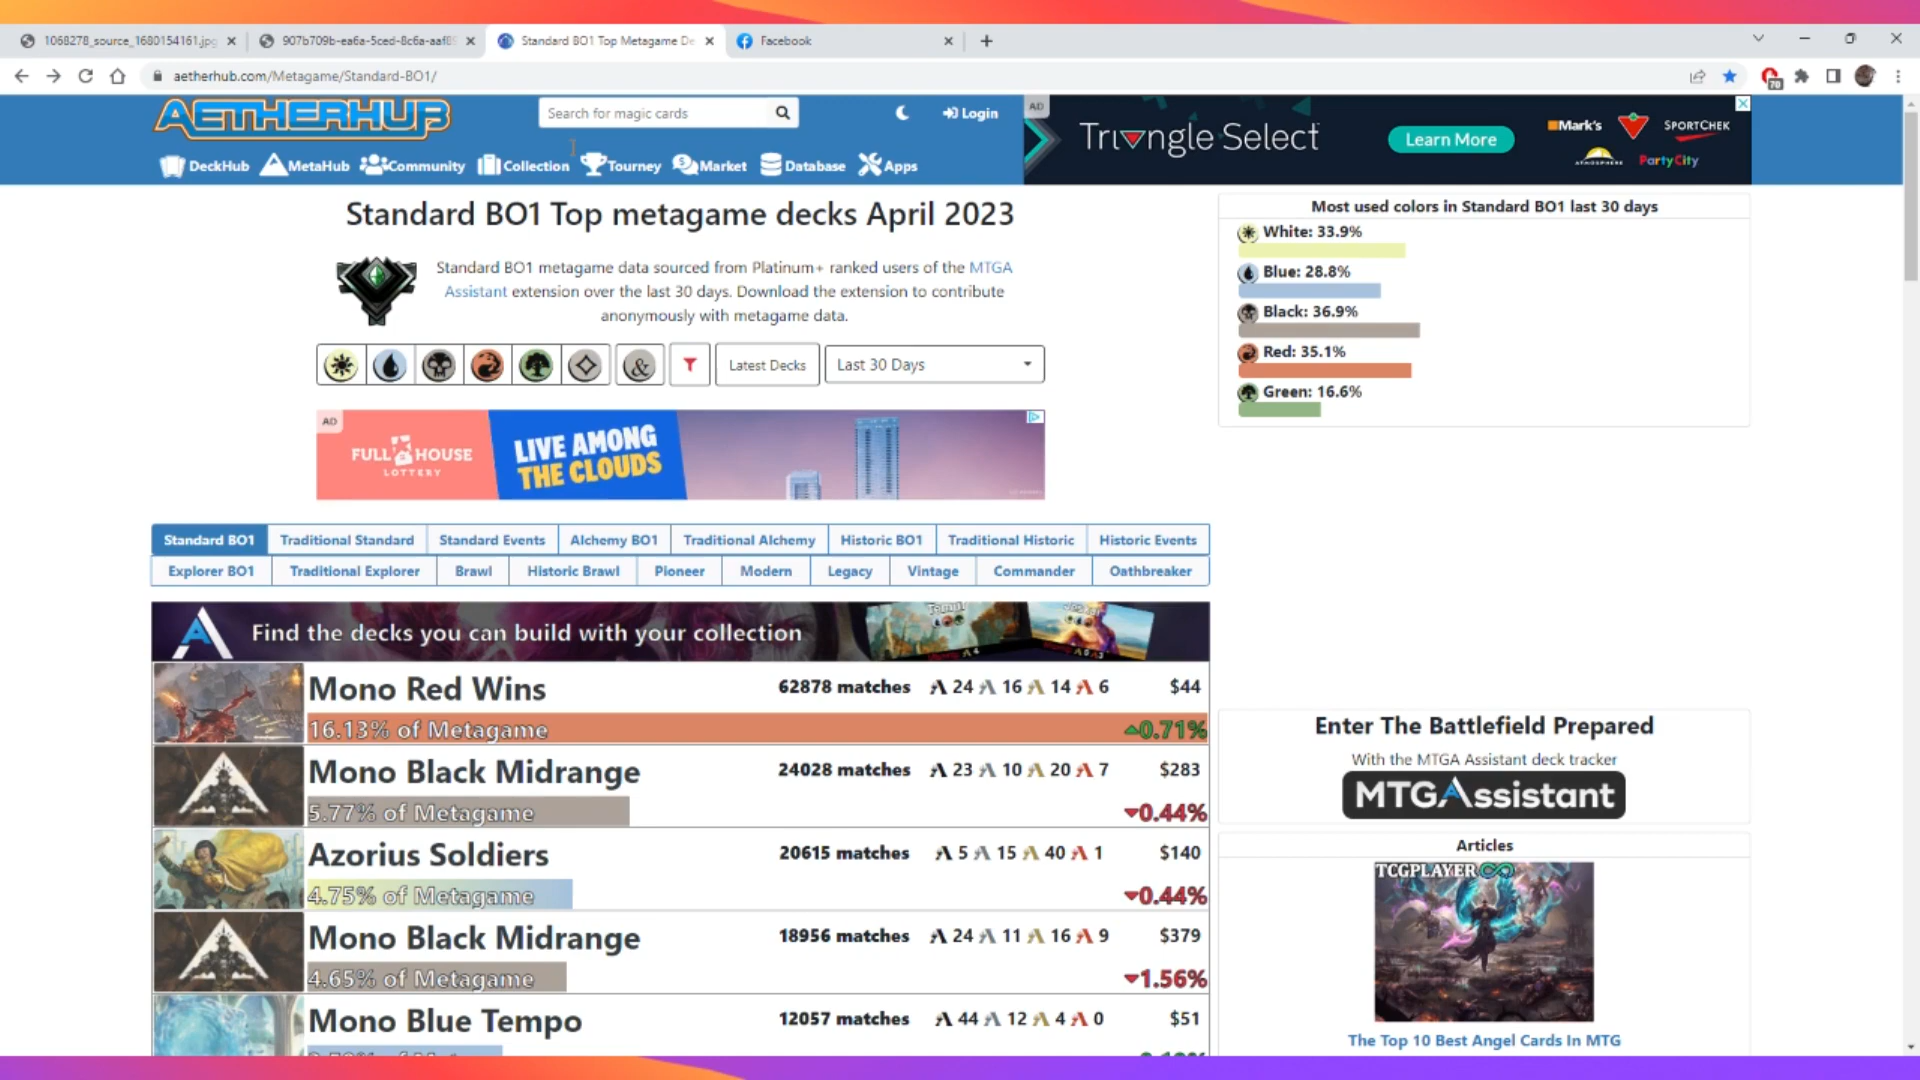 1068278_source_1680154161.jpg
907b709b-ea6a-5ced-8c6a-aaf8
Standard BO1 Top Metagame De
Facebook
aetherhub.com/Metagame/Standard-BO1/
70
AETHERHUB
Search for magic cards
Login
DeckHub MetaHub Community Collection Tourney Market Database Apps
AD
Triangle Select
Learn More
Mark's
SPORTCHEK
ATMOSPHERE
PartyCity
Standard BO1 Top metagame decks April 2023
Standard BO1 metagame data sourced from Platinum+ ranked users of the MTGA
Assistant extension over the last 30 days. Download the extension to contribute
anonymously with metagame data.
&
Latest Decks
Last 30 Days
AD
FULL HOUSE
LOTTERY
LIVE AMONG
THE CLOUDS
Most used colors in Standard BO1 last 30 days
White: 33.9%
Blue: 28.8%
Black: 36.9%
Red: 35.1%
Green: 16.6%
Standard BO1 Traditional Standard Standard Events Alchemy BO1 Traditional Alchemy Historic BO1 Traditional Historic Historic Events
Explorer BO1 Traditional Explorer Brawl Historic Brawl Pioneer Modern Legacy Vintage Commander Oathbreaker
Find the decks you can build with your collection
Mono Red Wins 62878 matches 24 16 14 6 $44
16.13% of Metagame 0.71%
Mono Black Midrange 24028 matches 23 10 20 7 $283
5.77% of Metagame 0.44%
Azorius Soldiers 20615 matches 5 15 40 1 $140
4.75% of Metagame 0.44%
Mono Black Midrange 18956 matches 24 11 16 9 $379
4.65% of Metagame 1.56%
Mono Blue Tempo 12057 matches 44 12 4 0 $51
Enter The Battlefield Prepared
With the MTGA Assistant deck tracker
MTGAssistant
Articles
TCGPLAYER
The Top 10 Best Angel Cards In MTG